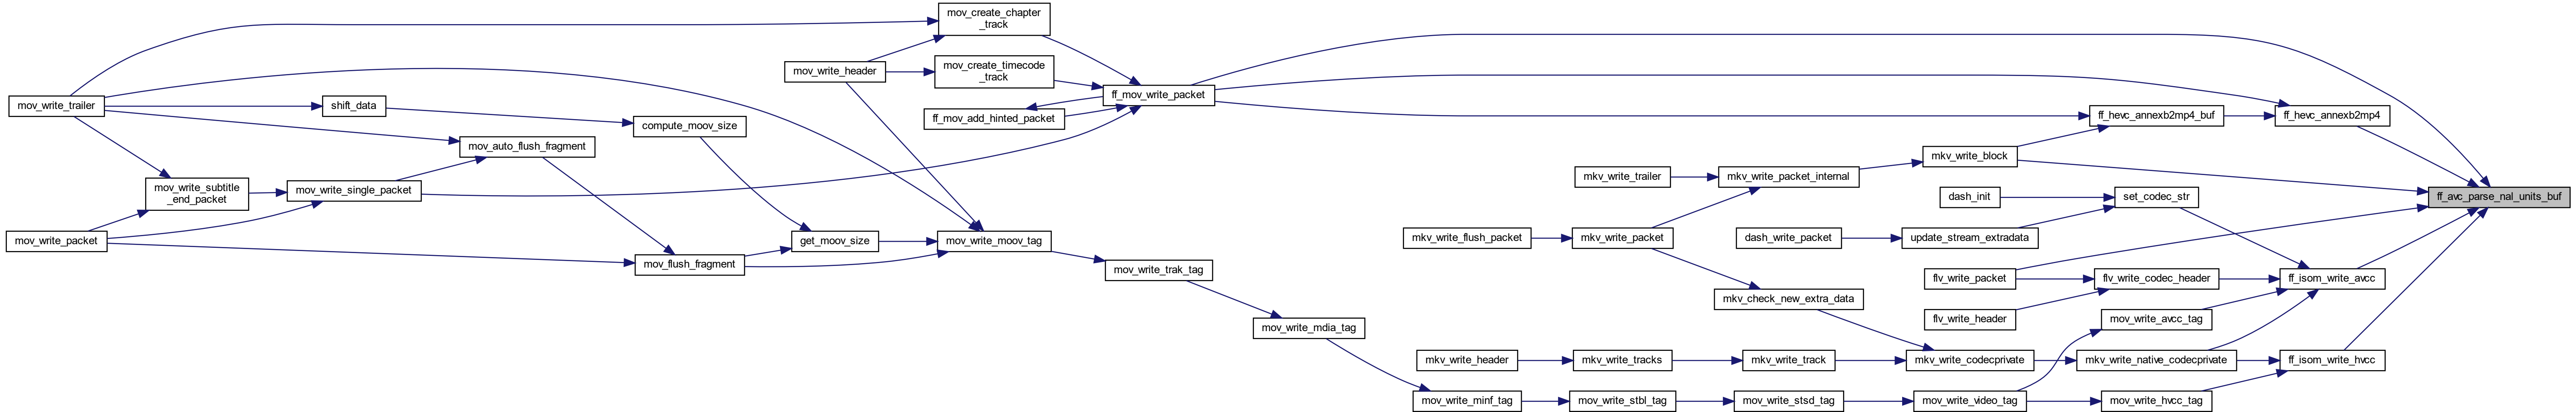 mov_create_chapter
_track
mov_write_header
mov_create_timecode
_track
ff_mov_write_packet
mov_write_trailer
shift_data
ff_mov_add_hinted_packet
ff_hevc_annexb2mp4_buf
ff_hevc_annexb2mp4
compute_moov_size
mov_auto_flush_fragment
mkv_write_block
mkv_write_trailer
mkv_write_packet_internal
mov_write_subtitle
_end_packet
mov_write_single_packet
dash_init
set_codec_str
ff_avc_parse_nal_units_buf
mov_write_packet
get_moov_size
mov_write_moov_tag
mkv_write_flush_packet
mkv_write_packet
dash_write_packet
update_stream_extradata
mov_flush_fragment
mov_write_trak_tag
flv_write_packet
flv_write_codec_header
ff_isom_write_avcc
mkv_check_new_extra_data
mov_write_mdia_tag
flv_write_header
mov_write_avcc_tag
mkv_write_header
mkv_write_tracks
mkv_write_track
mkv_write_codecprivate
mkv_write_native_codecprivate
ff_isom_write_hvcc
mov_write_minf_tag
mov_write_stbl_tag
mov_write_stsd_tag
mov_write_video_tag
mov_write_hvcc_tag